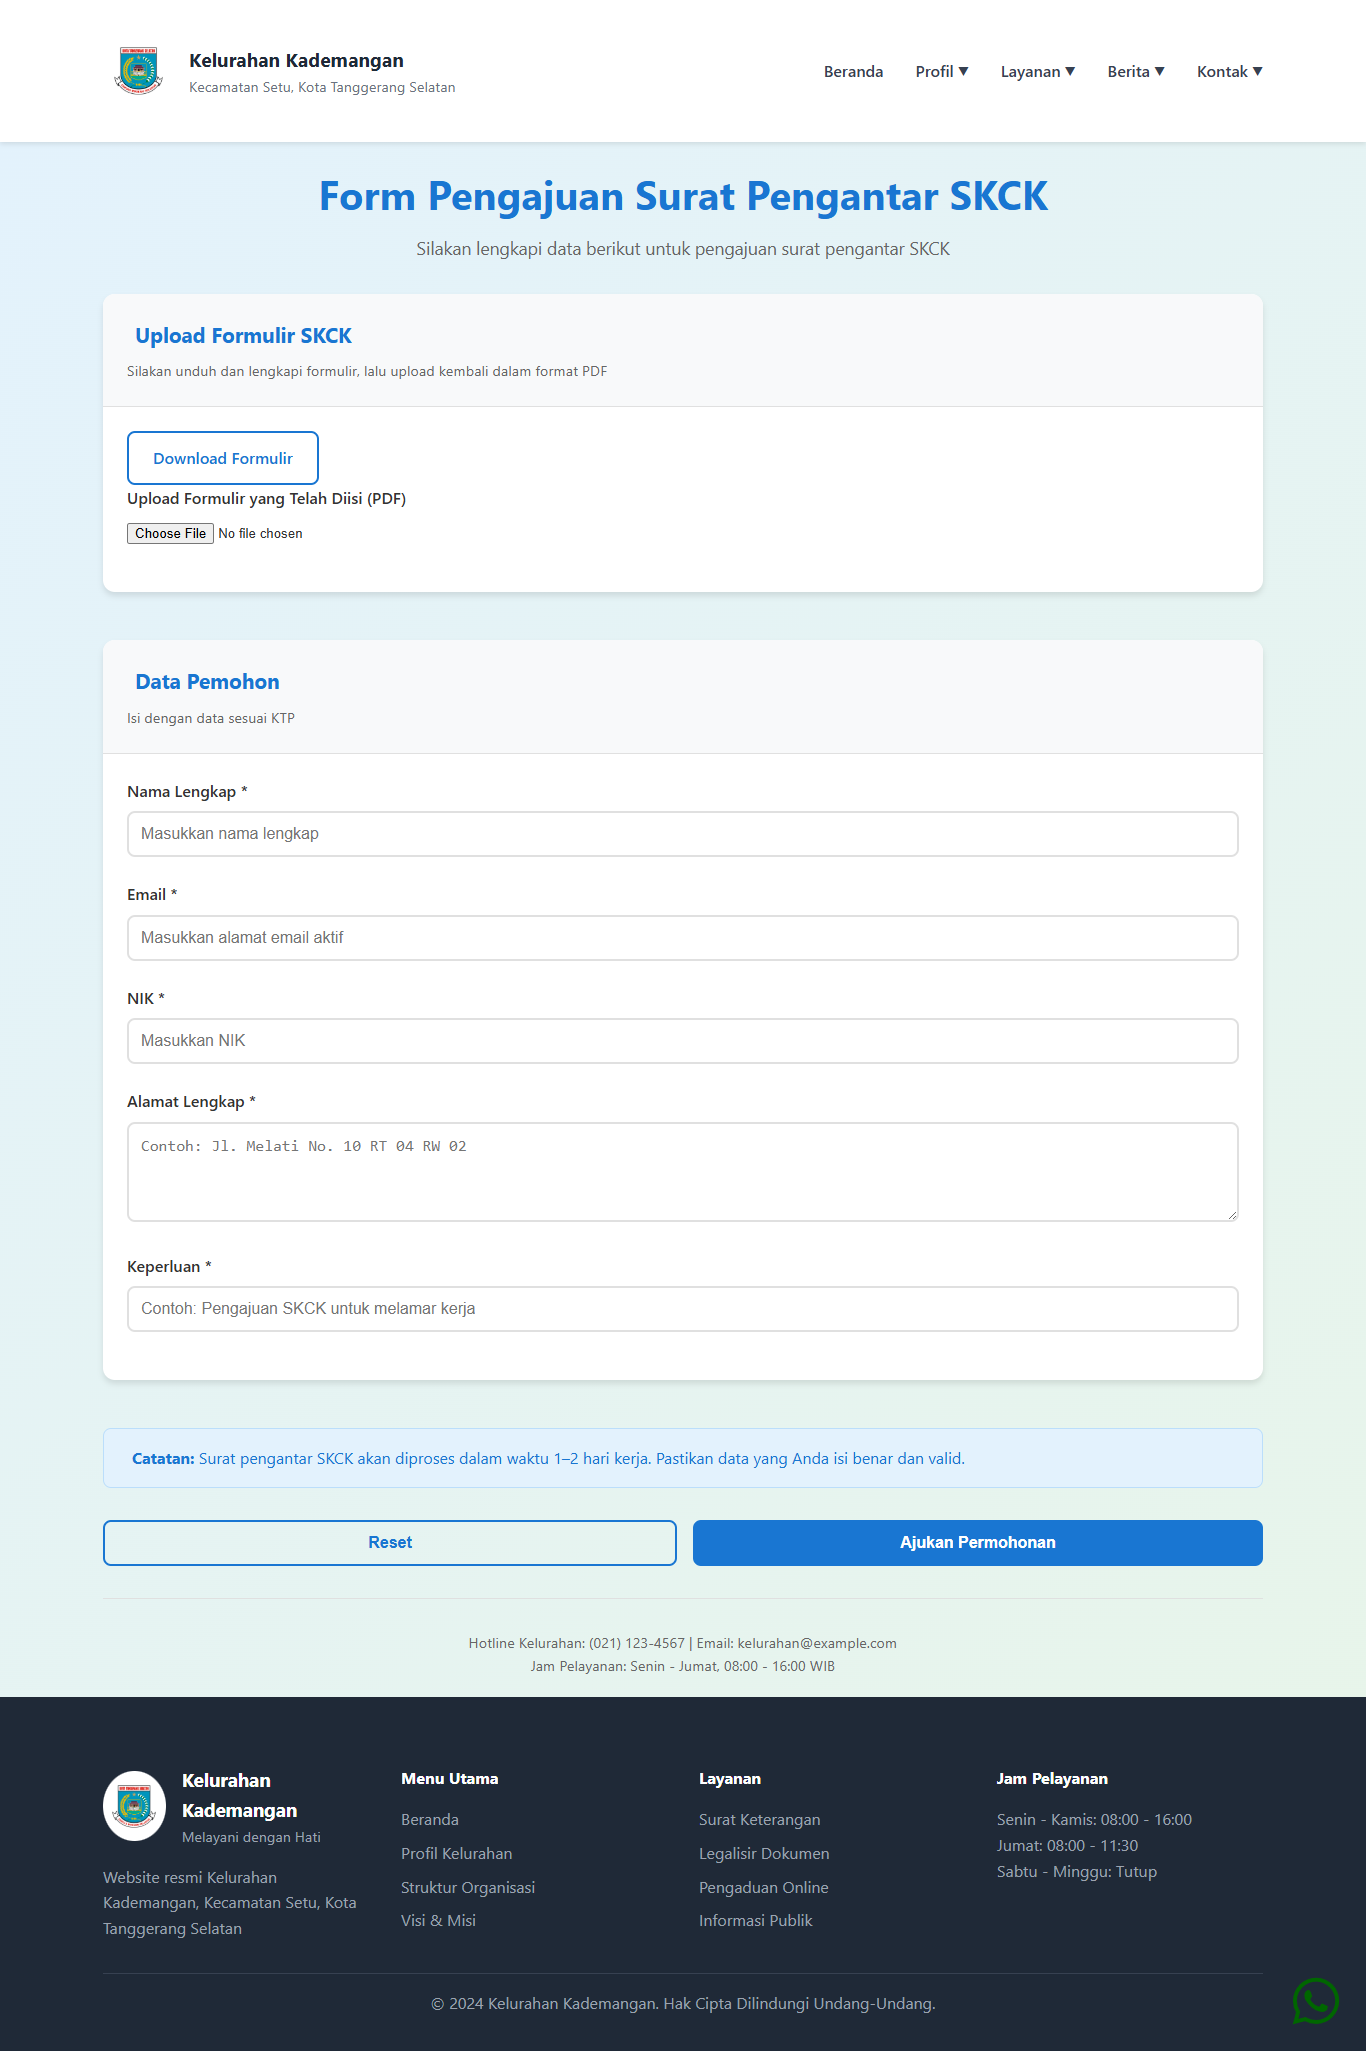 Kelurahan Kademangan
Kecamatan Setu, Kota Tanggerang Selatan
Beranda
Profil ▼
Layanan ▼
Berita ▼
Kontak ▼
Form Pengajuan Surat Pengantar SKCK
Silakan lengkapi data berikut untuk pengajuan surat pengantar SKCK
Upload Formulir SKCK
Silakan unduh dan lengkapi formulir, lalu upload kembali dalam format PDF
Download Formulir
Upload Formulir yang Telah Diisi (PDF)
Choose File No file chosen
Data Pemohon
Isi dengan data sesuai KTP
Nama Lengkap *
Masukkan nama lengkap
Email *
Masukkan alamat email aktif
NIK *
Masukkan NIK
Alamat Lengkap *
Contoh: Jl. Melati No. 10 RT 04 RW 02
Keperluan *
Contoh: Pengajuan SKCK untuk melamar kerja
Catatan: Surat pengantar SKCK akan diproses dalam waktu 1–2 hari kerja. Pastikan data yang Anda isi benar dan valid.
Reset
Ajukan Permohonan
Hotline Kelurahan: (021) 123-4567 | Email: kelurahan@example.com
Jam Pelayanan: Senin - Jumat, 08:00 - 16:00 WIB
Kelurahan
Kademangan
Melayani dengan Hati
Website resmi Kelurahan
Kademangan, Kecamatan Setu, Kota
Tanggerang Selatan
Menu Utama
Beranda
Profil Kelurahan
Struktur Organisasi
Visi & Misi
Layanan
Surat Keterangan
Legalisir Dokumen
Pengaduan Online
Informasi Publik
Jam Pelayanan
Senin - Kamis: 08:00 - 16:00
Jumat: 08:00 - 11:30
Sabtu - Minggu: Tutup
© 2024 Kelurahan Kademangan. Hak Cipta Dilindungi Undang-Undang.